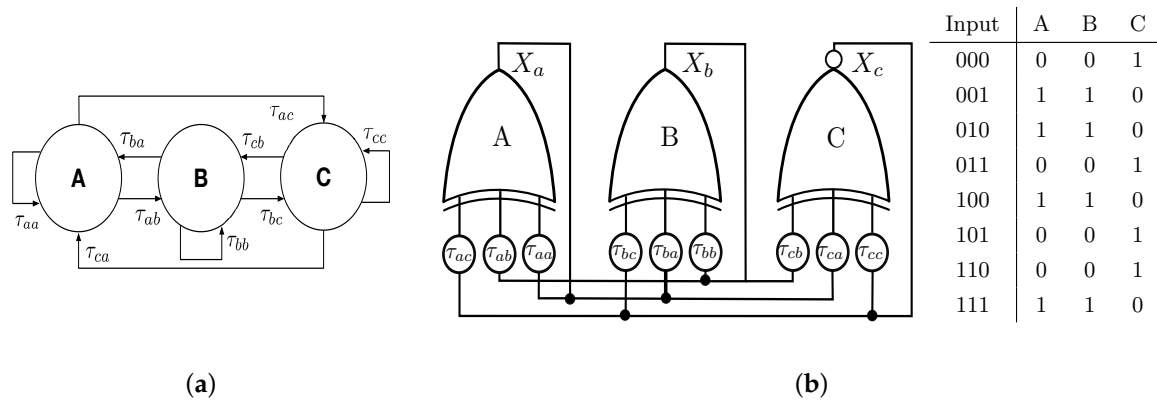 τac
τba
τcb
τcc
A
B
C
τaa
τab
τbb
τbc
τca
(a)
Xa
Xb
Xc
A
B
C
τac
τab
τaa
τbc
τba
τbb
τcb
τca
τcc
(b)
Input A B C
000 0 0 1
001 1 1 0
010 1 1 0
011 0 0 1
100 1 1 0
101 0 0 1
110 0 0 1
111 1 1 0